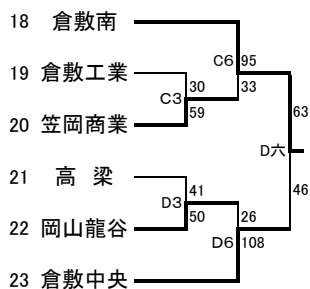 18 倉敷南
C6 95
19 倉敷工業
30 33
C3
59 63
20 笠岡商業
D六
21 高 梁
41 46
D3
50 26
22 岡山龍谷
D6 108
23 倉敷中央